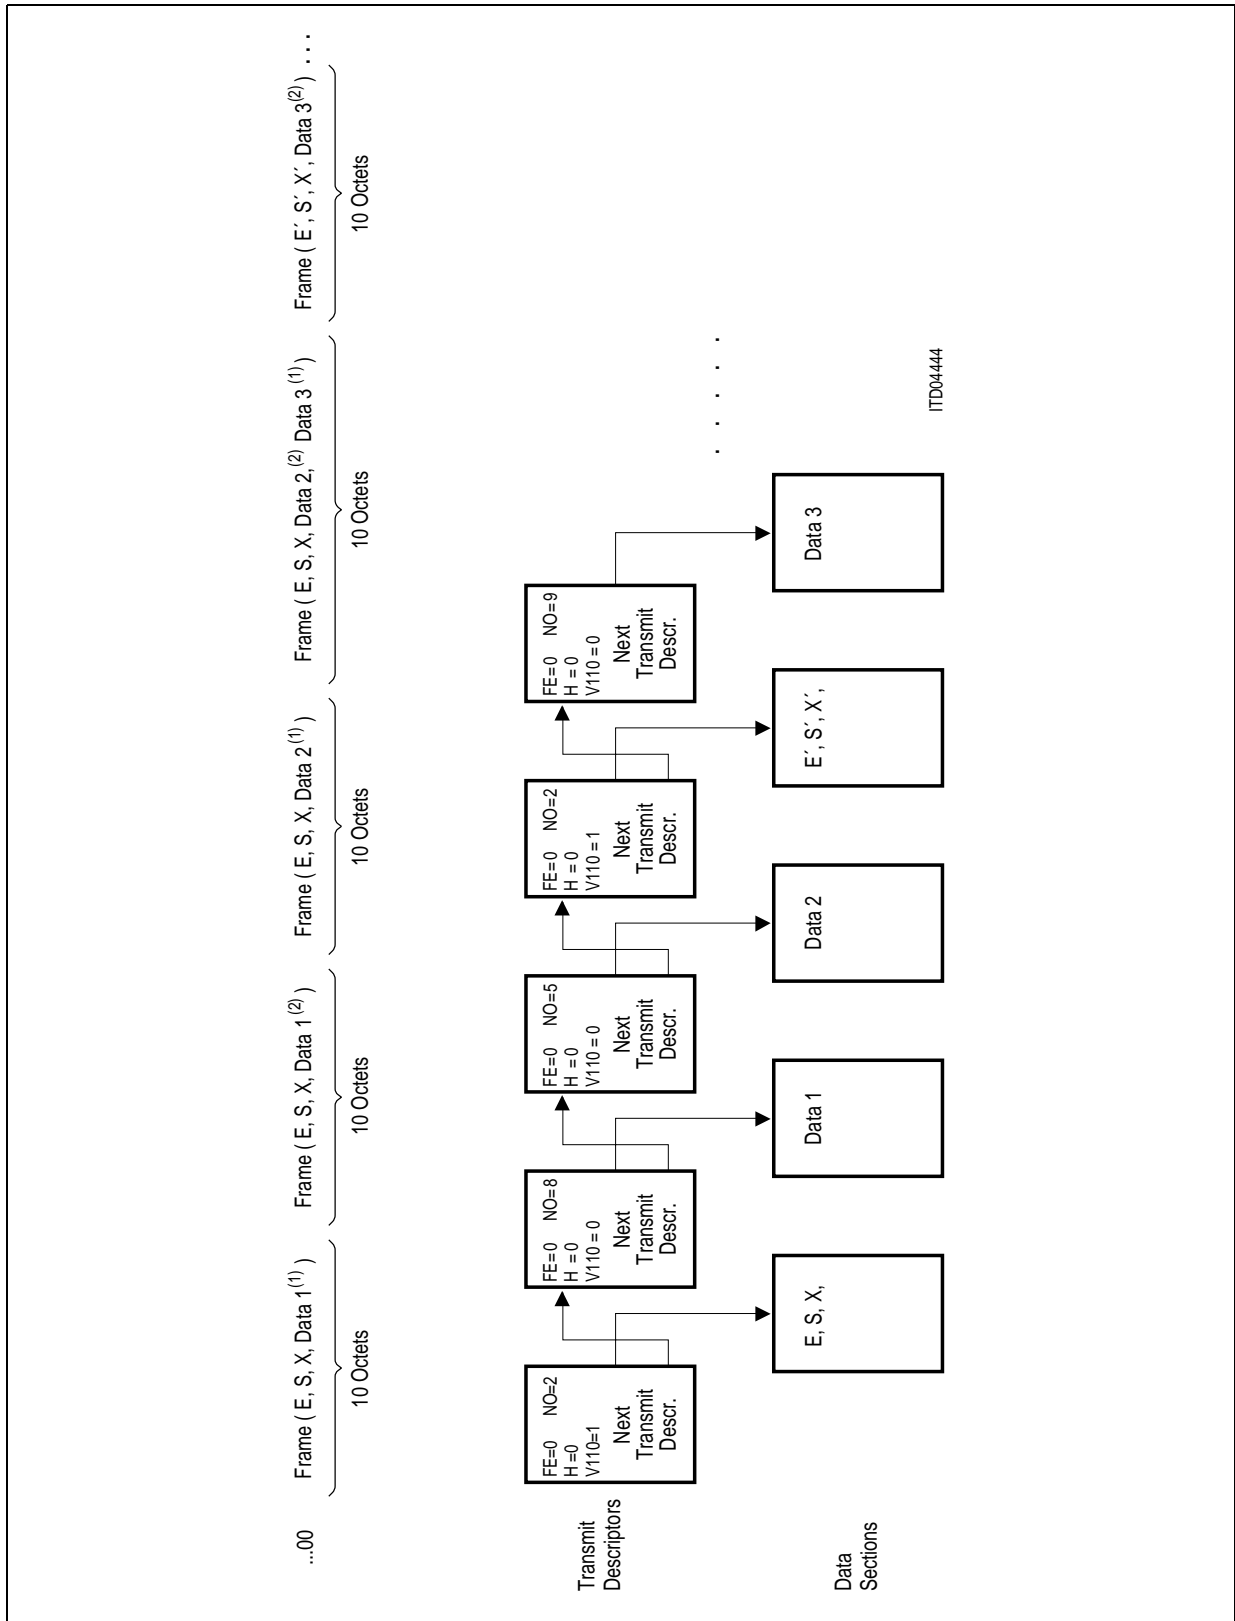 ...00
Frame ( E, S, X, Data 1(1) )
Frame ( E, S, X, Data 1(2) )
Frame ( E, S, X, Data 2(1) )
Frame ( E, S, X, Data 2,(2) Data 3(1) )
Frame ( E´, S´, X´, Data 3(2) ) . . .
10 Octets
10 Octets
10 Octets
10 Octets
10 Octets
Transmit
Descriptors
FE=0 NO=2
H=0
V110=1
Next
Transmit
Descr.
FE=0 NO=8
H =0
V110 = 0
Next
Transmit
Descr.
FE=0 NO=5
H =0
V110 = 0
Next
Transmit
Descr.
FE=0 NO=2
H =0
V110 = 1
Next
Transmit
Descr.
FE=0 NO=9
H =0
V110 = 0
Next
Transmit
Descr.
. . . . .
Data
Sections
E, S, X,
Data 1
Data 2
E´, S´, X´,
Data 3
ITD04444